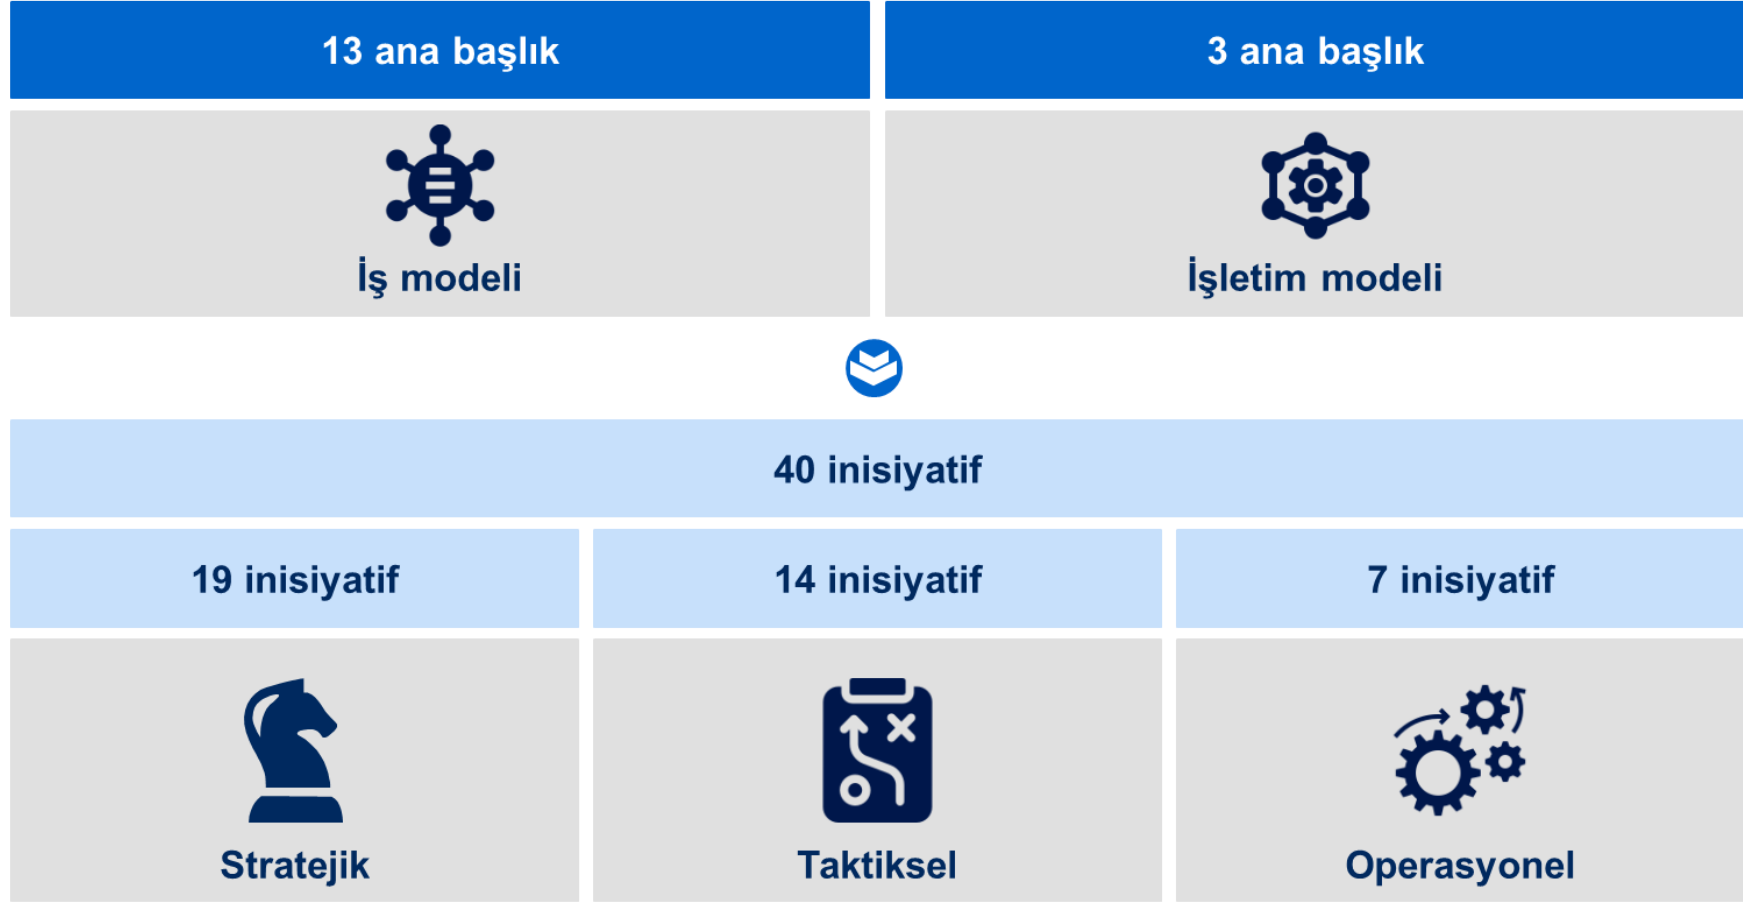 13 ana başlık
3 ana başlık
İş modeli
İşletim modeli
40 inisiyatif
19 inisiyatif
14 inisiyatif
7 inisiyatif
Stratejik
Taktiksel
Operasyonel